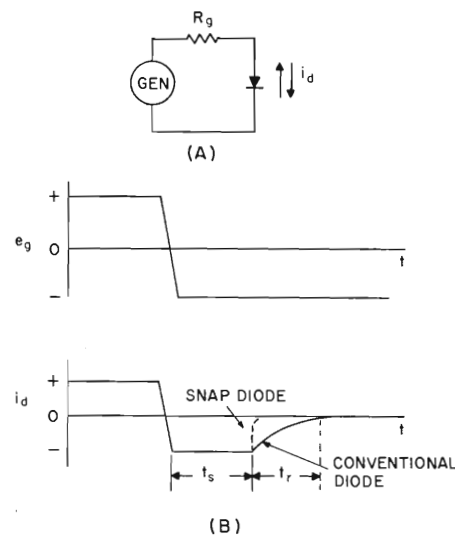 Rg
GEN
id
(A)
+
eg 0
t
−
+
id 0
SNAP DIODE
t
−
ts
tr
CONVENTIONAL
DIODE
(B)